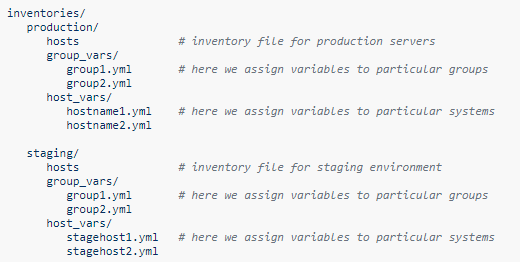 inventories/
   production/
      hosts               # inventory file for production servers
      group_vars/
         group1.yml       # here we assign variables to particular groups
         group2.yml
      host_vars/
         hostname1.yml    # here we assign variables to particular systems
         hostname2.yml

   staging/
      hosts               # inventory file for staging environment
      group_vars/
         group1.yml       # here we assign variables to particular groups
         group2.yml
      host_vars/
         stagehost1.yml   # here we assign variables to particular systems
         stagehost2.yml